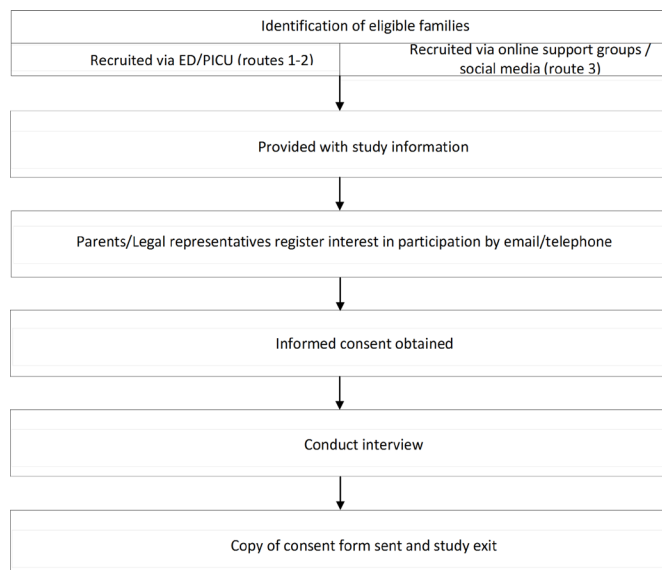 Identification of eligible families
Recruited via ED/PICU (routes 1-2)
Recruited via online support groups /
social media (route 3)
Provided with study information
Parents/Legal representatives register interest in participation by email/telephone
Informed consent obtained
Conduct interview
Copy of consent form sent and study exit